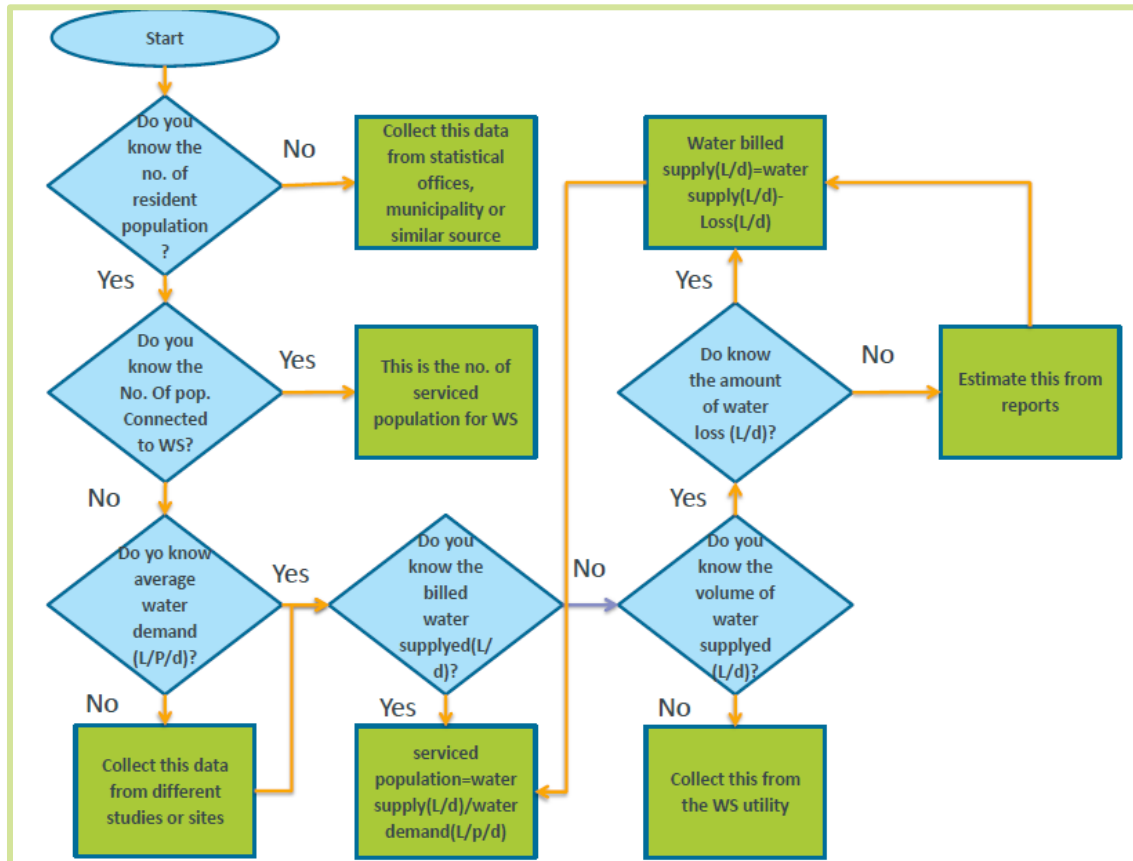 Start
Do you
know the
no. of
resident
population
?
No
Collect this data
from statistical
offices,
municipality or
similar source
Water billed
supply(L/d)=water
supply(L/d)-
Loss(L/d)
Yes
Yes
Do you
know the
No. Of pop.
Connected
to WS?
Yes
This is the no. of
serviced
population for WS
Do know
the amount
of water
loss (L/d)?
No
Estimate this from
reports
No
Yes
Do yo know
average
water
demand
(L/P/d)?
Yes
Do you
know the
billed
water
supplyed(L/
d)?
No
Do you
know the
volume of
water
supplyed
(L/d)?
No
Yes
No
Collect this data
from different
studies or sites
serviced
population=water
supply(L/d)/water
demand(L/p/d)
Collect this from
the WS utility